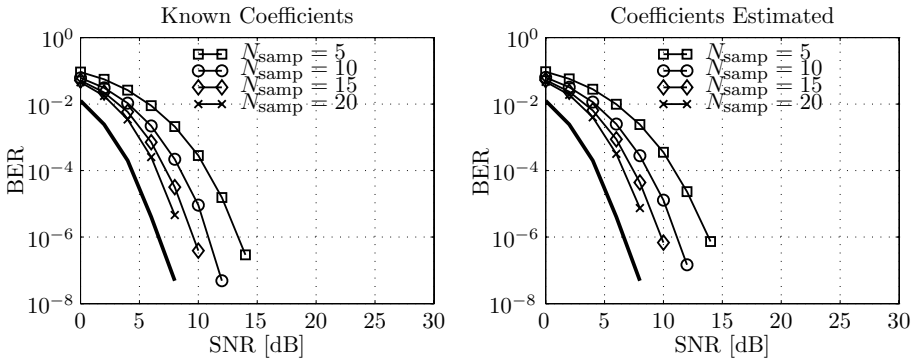 Known Coefficients
10^0
10^−2
10^−4
10^−6
10^−8
BER
N_samp = 5
N_samp = 10
N_samp = 15
N_samp = 20
0 5 10 15 20 25 30
SNR [dB]
Coefficients Estimated
10^0
10^−2
10^−4
10^−6
10^−8
BER
N_samp = 5
N_samp = 10
N_samp = 15
N_samp = 20
0 5 10 15 20 25 30
SNR [dB]